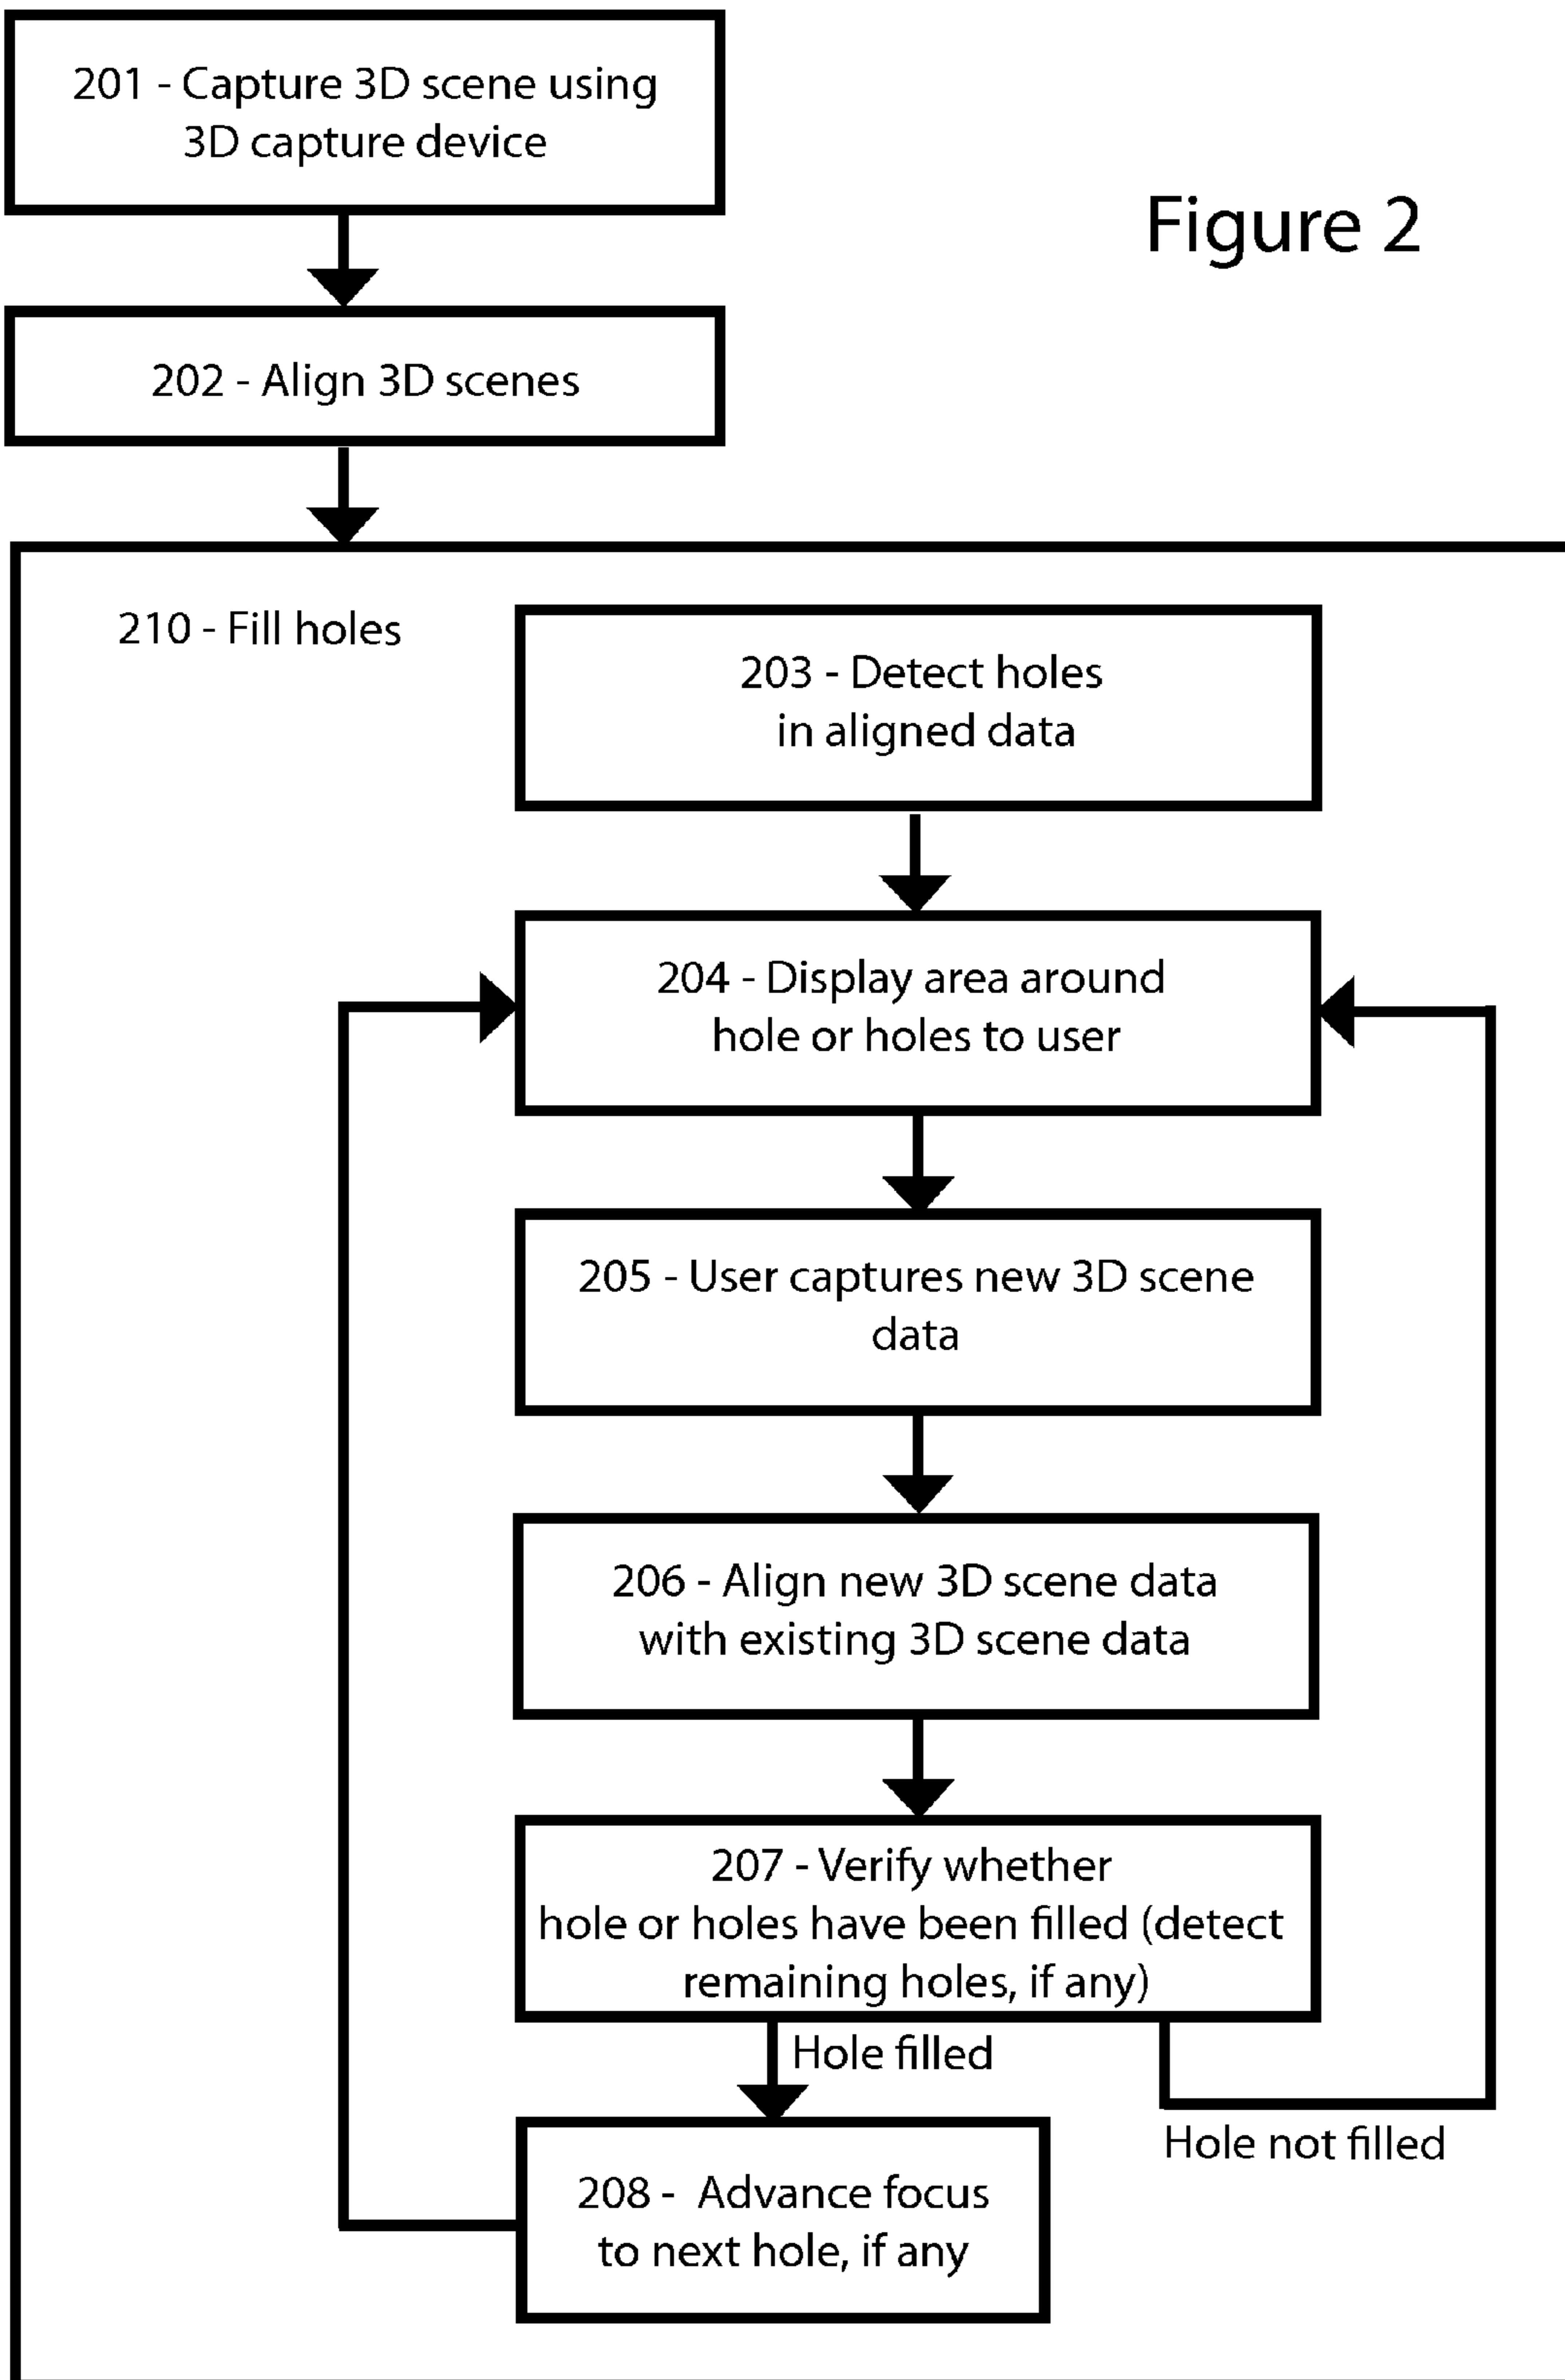 201 - Capture 3D scene using
3D capture device
Figure 2
202 - Align 3D scenes
210 - Fill holes
203 - Detect holes
in aligned data
204 - Display area around
hole or holes to user
205 - User captures new 3D scene
data
206 - Align new 3D scene data
with existing 3D scene data
207 - Verify whether
hole or holes have been filled (detect
remaining holes, if any)
Hole filled
Hole not filled
208 - Advance focus
to next hole, if any